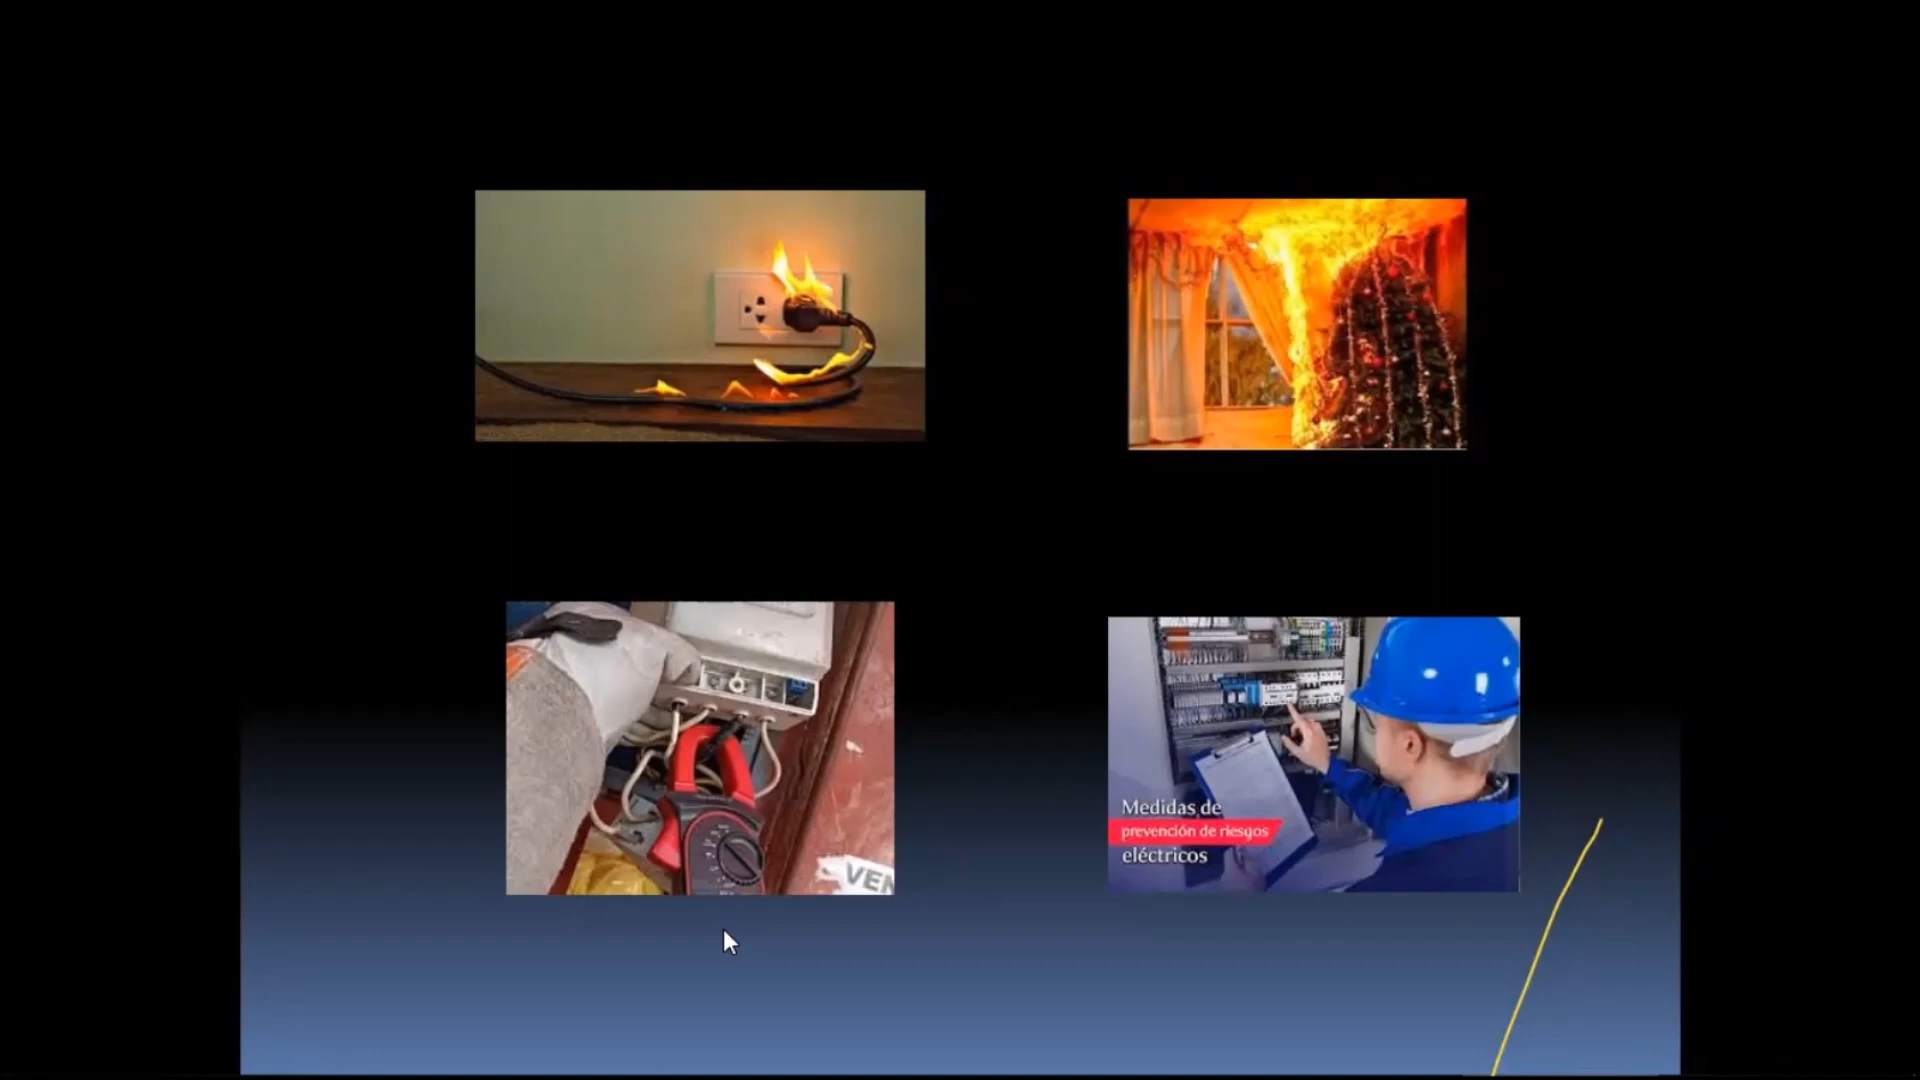 Medidas de
prevención de riesgos
eléctricos
VEN